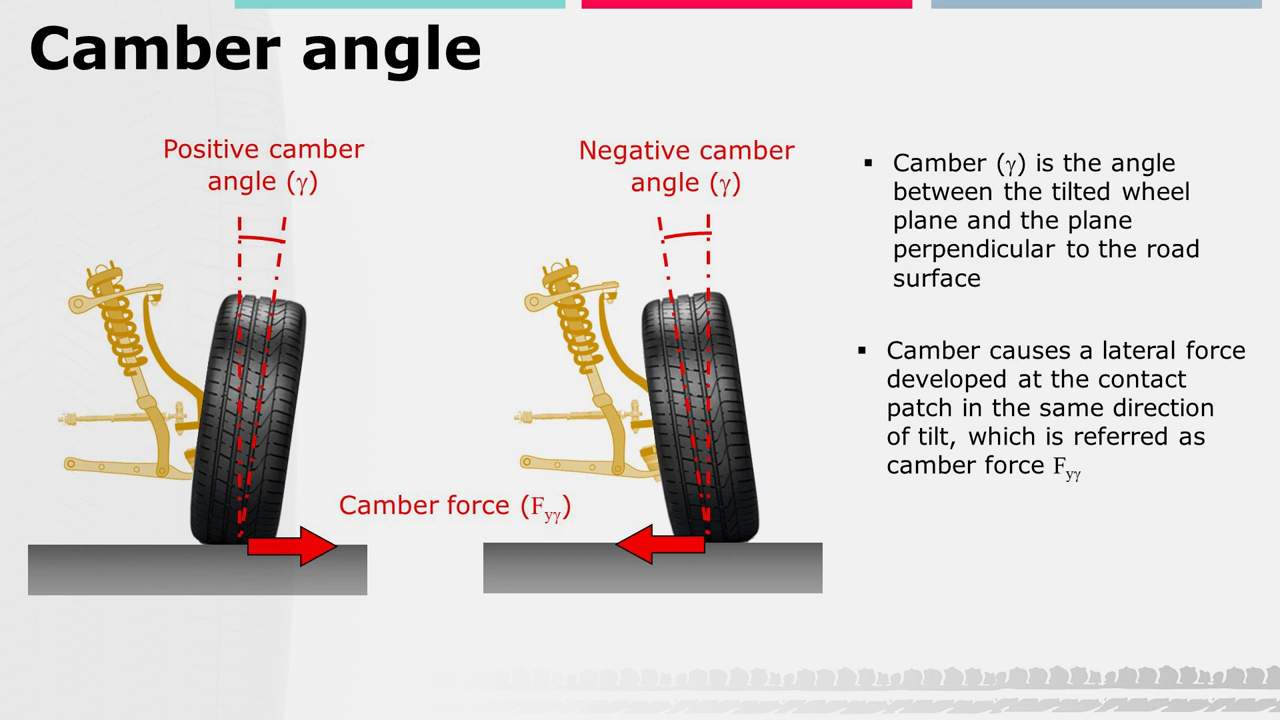 Camber angle
Positive camber
angle (γ)
Negative camber
angle (γ)
Camber force (Fyγ)
▪ Camber (γ) is the angle
between the tilted wheel
plane and the plane
perpendicular to the road
surface
▪ Camber causes a lateral force
developed at the contact
patch in the same direction
of tilt, which is referred as
camber force Fyγ